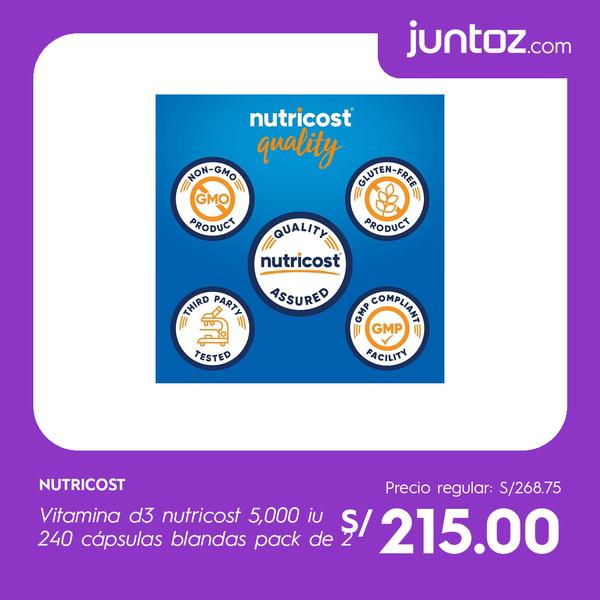 juntoz.com
nutricost®
quality
NON-GMO
GMO
PRODUCT
GLUTEN-FREE
PRODUCT
QUALITY
nutricost®
ASSURED
THIRD PARTY
TESTED
GMP COMPLIANT
GMP
FACILITY
NUTRICOST
Precio regular: S/268.75
Vitamina d3 nutricost 5,000 iu
240 cápsulas blandas pack de 2
S/215.00